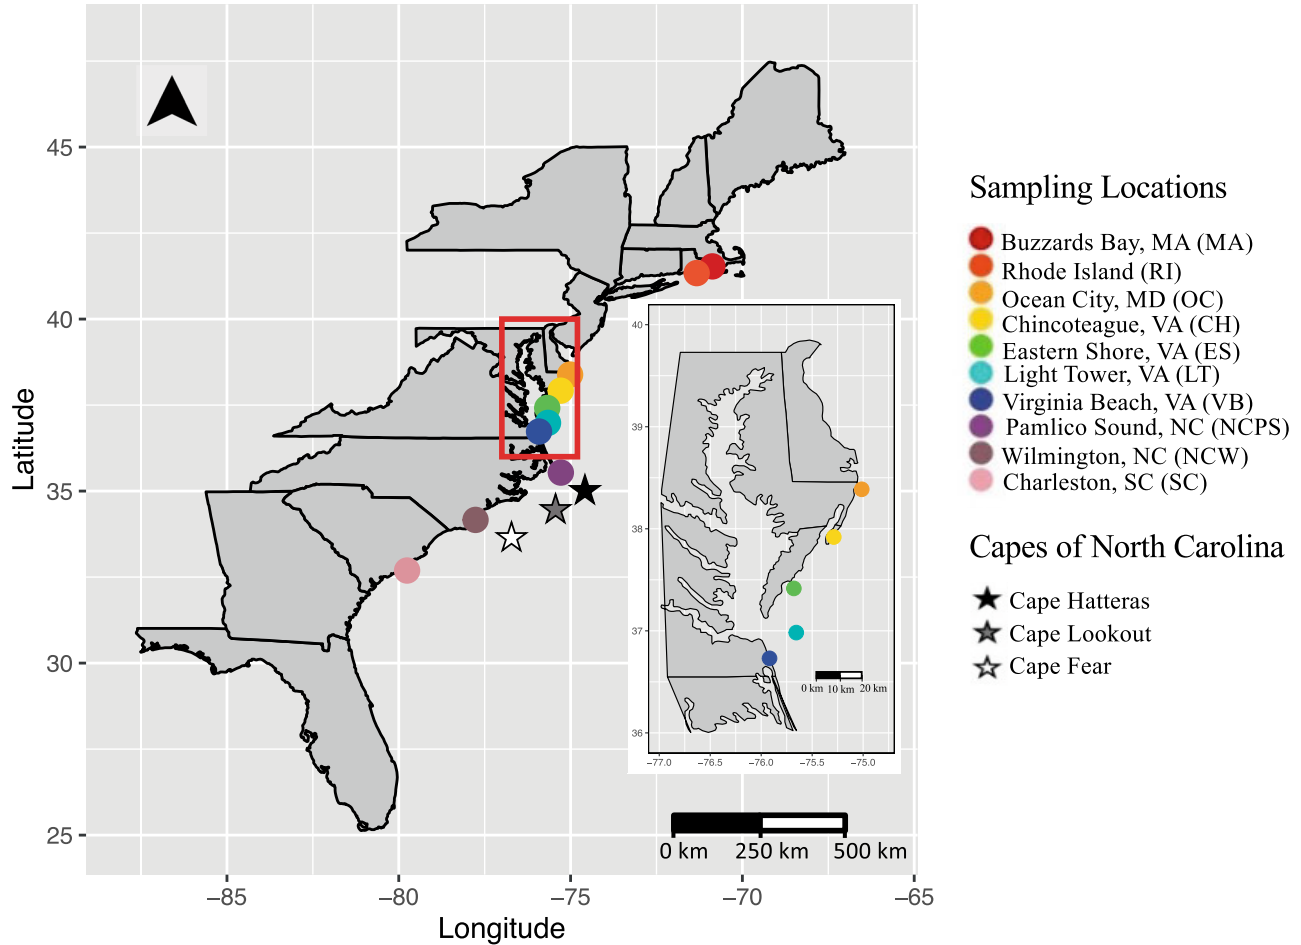 45
40
35
30
25
Latitude
−85
−80
−75
−70
−65
Longitude
40
39
38
37
36
−77.0
−76.5
−76.0
−75.5
−75.0
0 km 10 km 20 km
0 km 250 km 500 km
Sampling Locations
Buzzards Bay, MA (MA)
Rhode Island (RI)
Ocean City, MD (OC)
Chincoteague, VA (CH)
Eastern Shore, VA (ES)
Light Tower, VA (LT)
Virginia Beach, VA (VB)
Pamlico Sound, NC (NCPS)
Wilmington, NC (NCW)
Charleston, SC (SC)
Capes of North Carolina
Cape Hatteras
Cape Lookout
Cape Fear